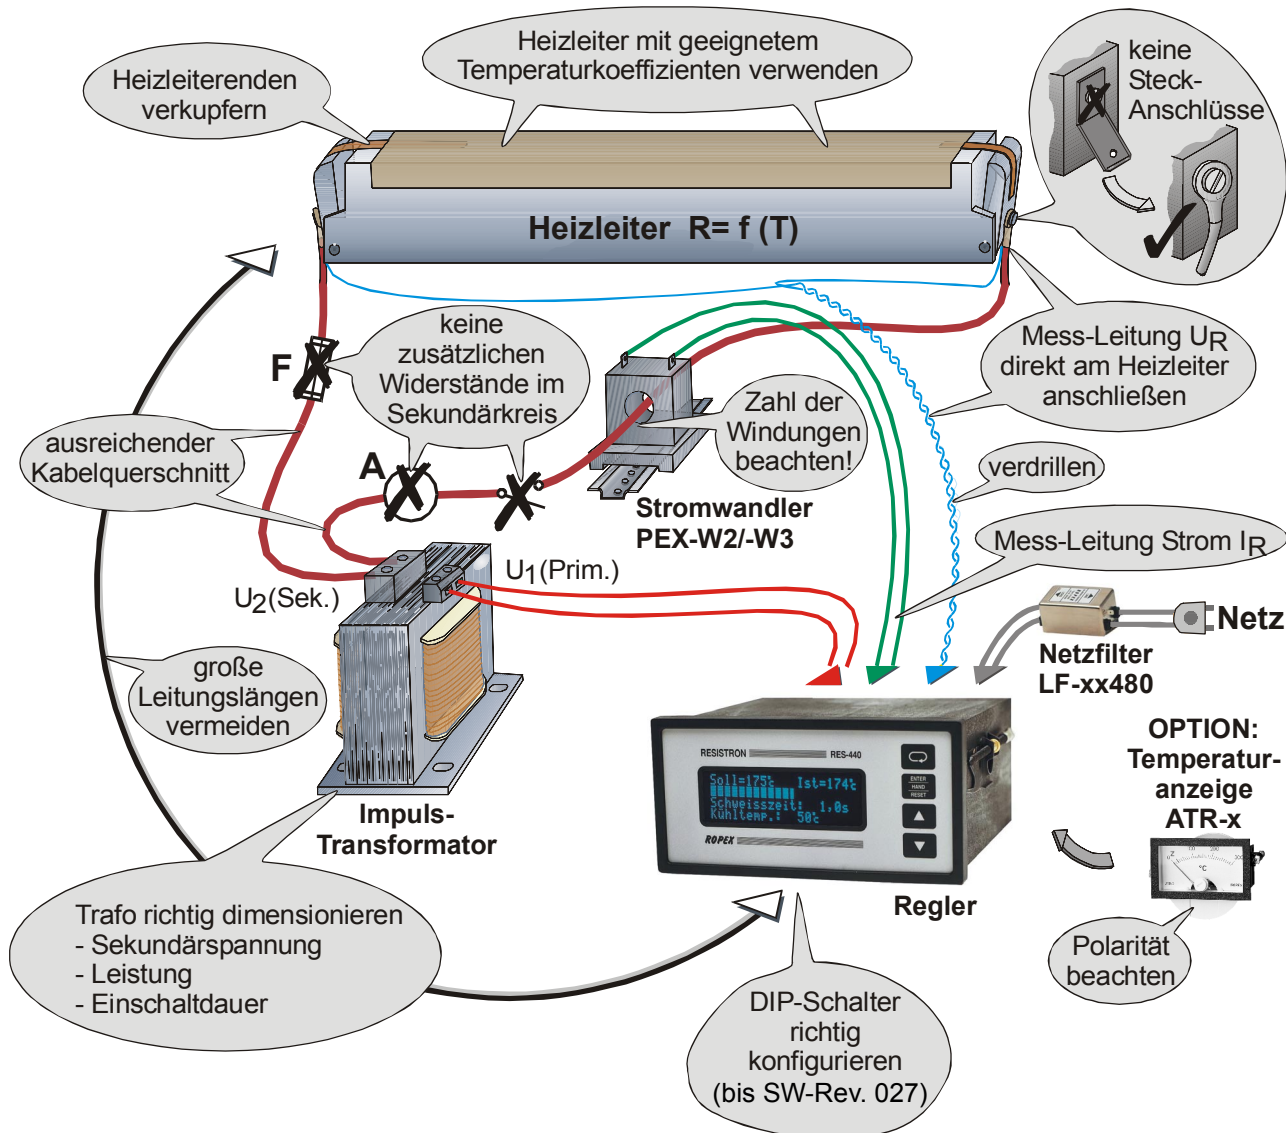 Heizleiter mit geeignetem
Temperaturkoeffizienten verwenden
Heizleiterenden
verkupfern
keine
Steck-
Anschlüsse
Heizleiter R= f (T)
keine
zusätzlichen
Widerstände im
Sekundärkreis
F
Mess-Leitung UR
direkt am Heizleiter
anschließen
Zahl der
Windungen
beachten!
ausreichender
Kabelquerschnitt
A
verdrillen
Stromwandler
PEX-W2/-W3
Mess-Leitung Strom IR
U1(Prim.)
U2(Sek.)
Netz
Netzfilter
LF-xx480
große
Leitungslängen
vermeiden
OPTION:
Temperatur-
anzeige
ATR-x
RESISTRON RES-440
Soll=175°C Ist=174°C
Schweisszeit: 1,0s
Kühltemp.: 50°C
ROPEX
ENTER
HAND
RESET
Impuls-
Transformator
Regler
°C
Polarität
beachten
Trafo richtig dimensionieren
- Sekundärspannung
- Leistung
- Einschaltdauer
DIP-Schalter
richtig
konfigurieren
(bis SW-Rev. 027)